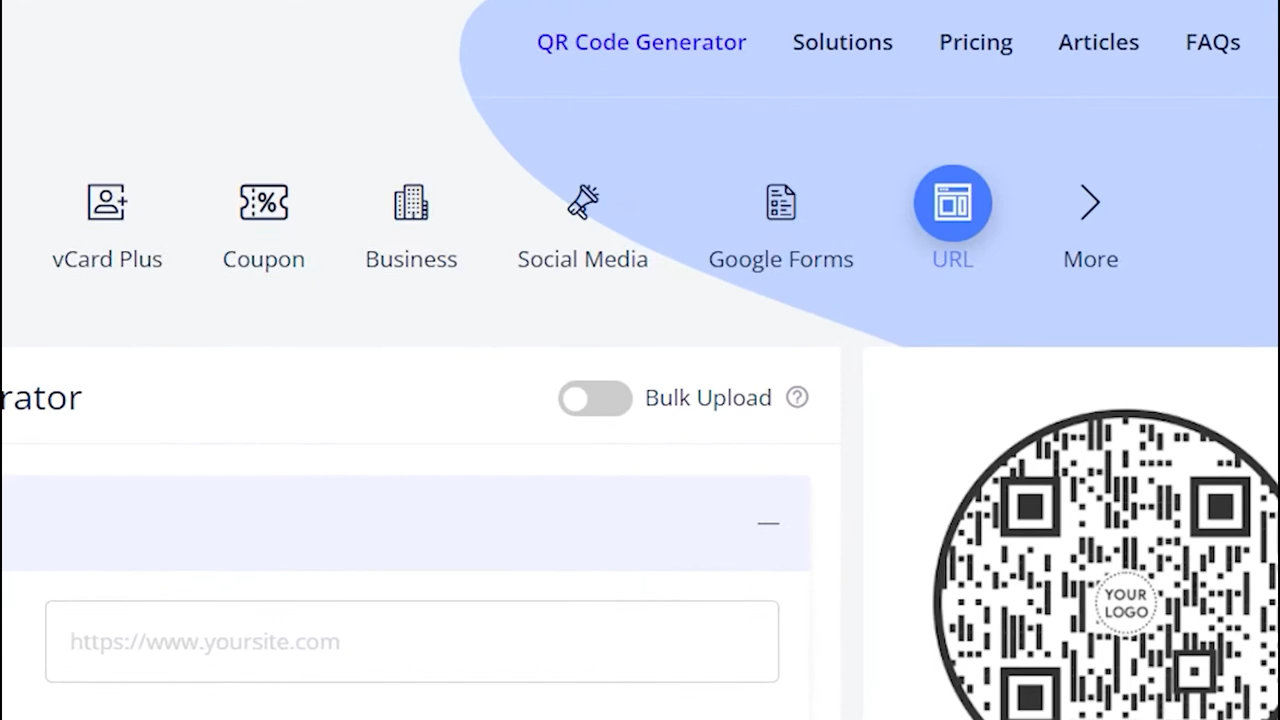 QR Code Generator Solutions Pricing Articles FAQs
vCard Plus Coupon Business Social Media Google Forms URL More
rator Bulk Upload ?
https://www.yoursite.com
YOUR
LOGO